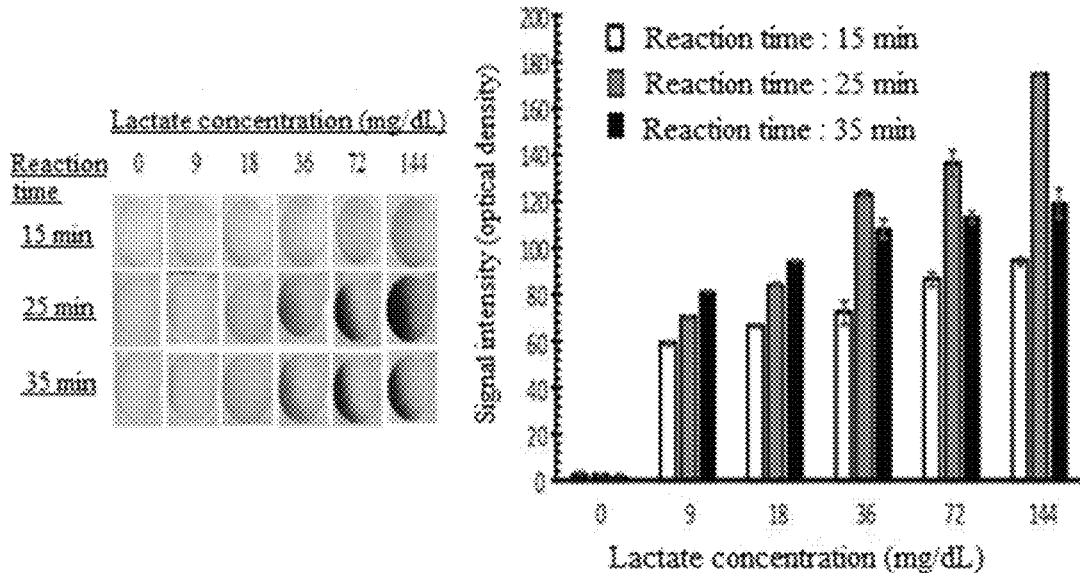 Lactate concentration (mg/dL)
Reaction time
0 9 18 36 72 144
15 min
25 min
35 min
Signal intensity (optical density)
200
180
160
140
120
100
80
60
40
20
0
Reaction time : 15 min
Reaction time : 25 min
Reaction time : 35 min
0 9 18 36 72 144
Lactate concentration (mg/dL)